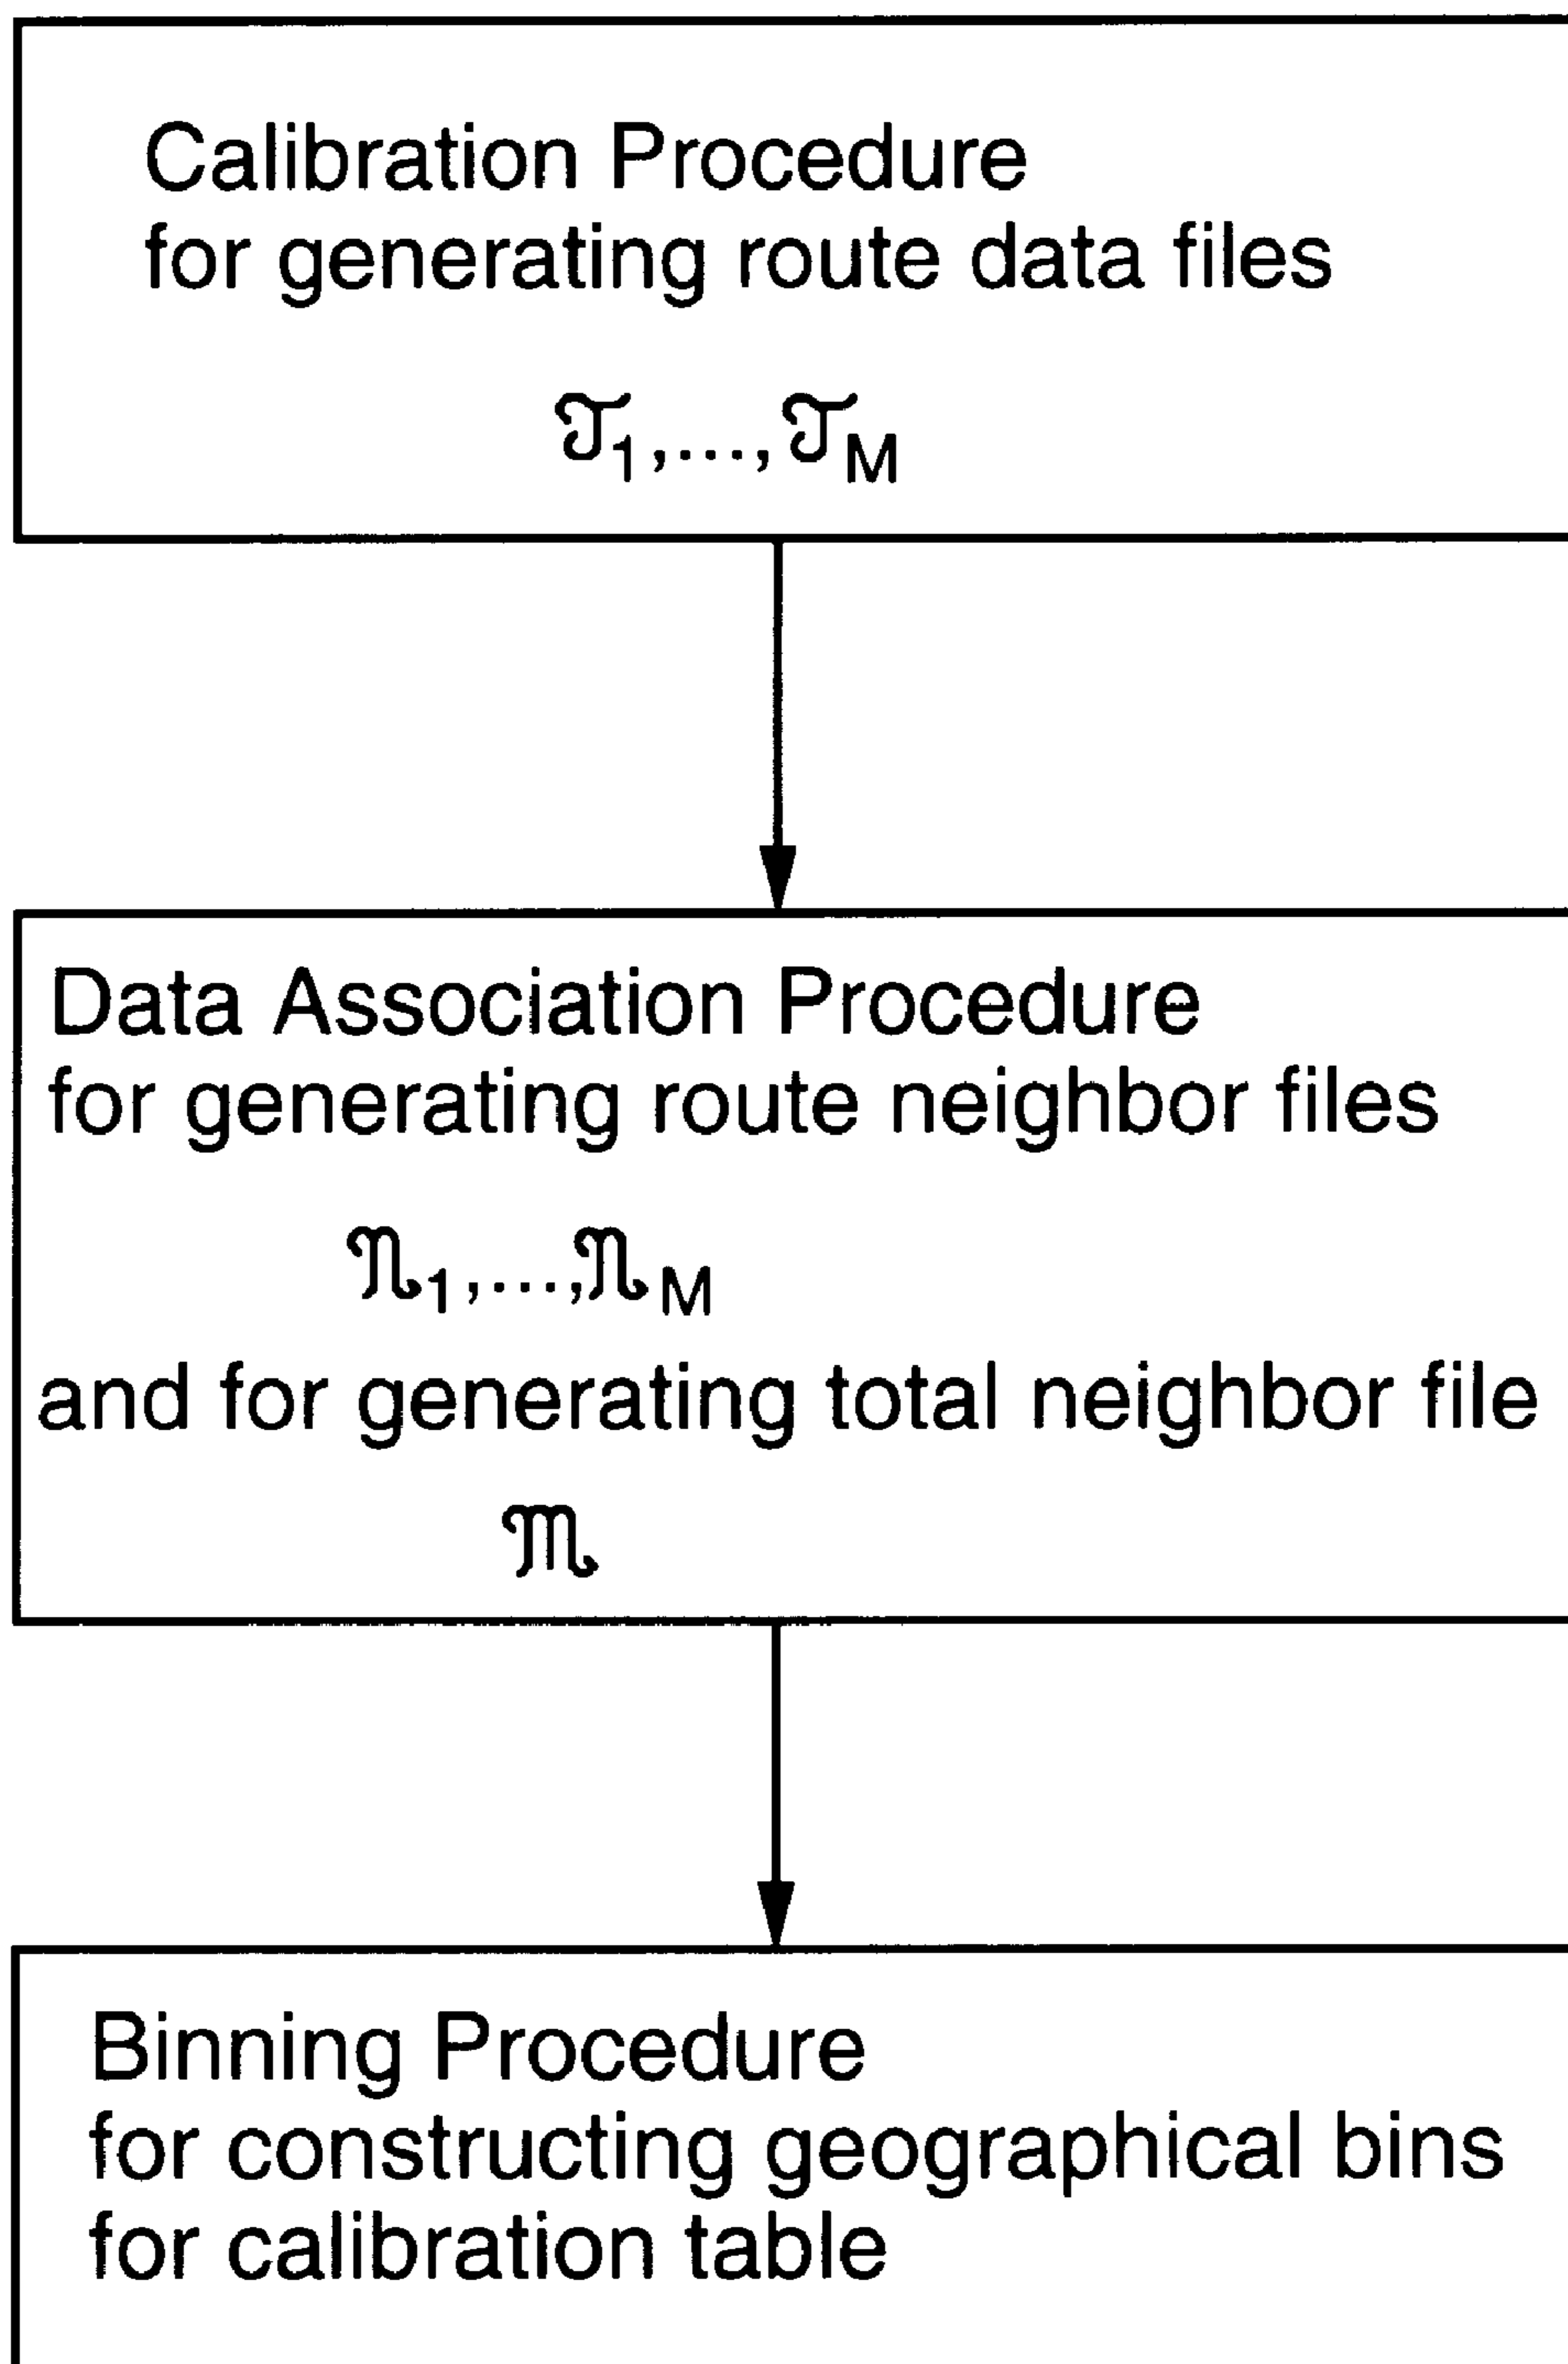 Calibration Procedure
for generating route data files
𝔗1,...,𝔗M
Data Association Procedure
for generating route neighbor files
𝔑1,...,𝔑M
and for generating total neighbor file
𝔐
Binning Procedure
for constructing geographical bins
for calibration table